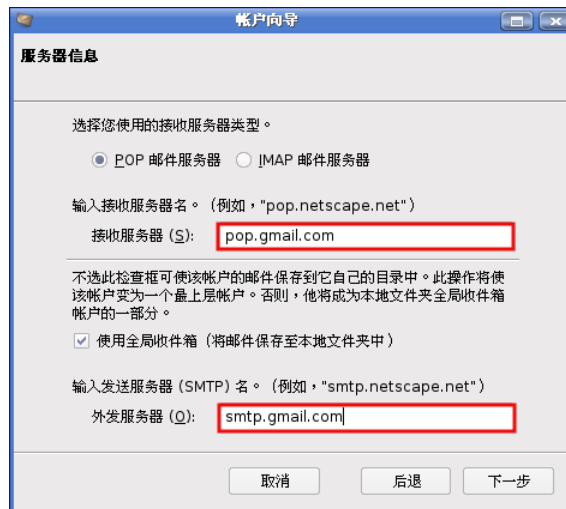 帐户向导
服务器信息
选择您使用的接收服务器类型。
POP 邮件服务器 IMAP 邮件服务器
输入接收服务器名。（例如，"pop.netscape.net"）
接收服务器 (S): pop.gmail.com
不选此检查框可使该帐户的邮件保存到它自己的目录中。此操作将使
该帐户变为一个最上层帐户。否则，他将成为本地文件夹全局收件箱
帐户的一部分。
使用全局收件箱（将邮件保存至本地文件夹中）
输入发送服务器 (SMTP) 名。（例如，"smtp.netscape.net"）
外发服务器 (O): smtp.gmail.com
取消 后退 下一步